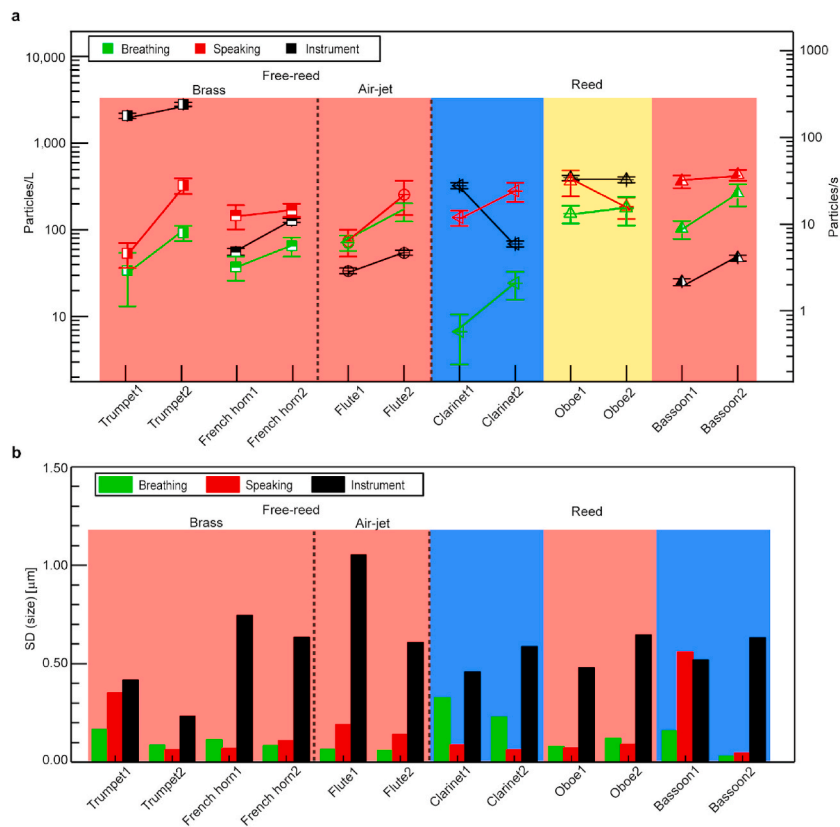 a
Breathing Speaking Instrument
Free-reed
Brass Air-jet Reed
10,000
1,000
100
10
Particles/L
1000
100
10
1
Particles/s
Trumpet1 Trumpet2 French horn1 French horn2 Flute1 Flute2 Clarinet1 Clarinet2 Oboe1 Oboe2 Bassoon1 Bassoon2
b
Breathing Speaking Instrument
Free-reed Reed
Brass Air-jet
1.50
1.00
0.50
0.00
SD (size) [μm]
Trumpet1 Trumpet2 French horn1 French horn2 Flute1 Flute2 Clarinet1 Clarinet2 Oboe1 Oboe2 Bassoon1 Bassoon2